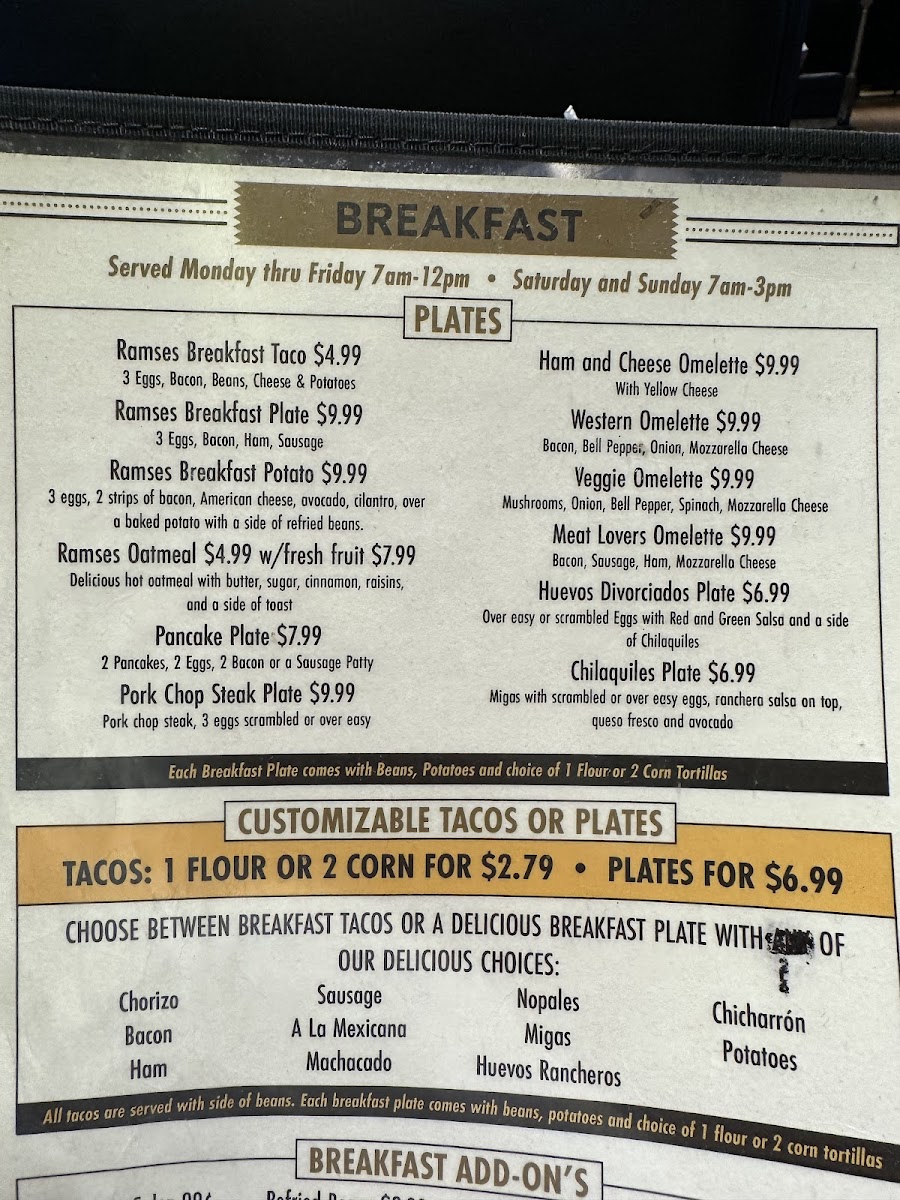 BREAKFAST
Served Monday thru Friday 7am-12pm • Saturday and Sunday 7am-3pm
PLATES
Ramses Breakfast Taco $4.99
3 Eggs, Bacon, Beans, Cheese & Potatoes
Ramses Breakfast Plate $9.99
3 Eggs, Bacon, Ham, Sausage
Ramses Breakfast Potato $9.99
3 eggs, 2 strips of bacon, American cheese, avocado, cilantro, over
a baked potato with a side of refried beans.
Ramses Oatmeal $4.99 w/fresh fruit $7.99
Delicious hot oatmeal with butter, sugar, cinnamon, raisins,
and a side of toast
Pancake Plate $7.99
2 Pancakes, 2 Eggs, 2 Bacon or a Sausage Patty
Pork Chop Steak Plate $9.99
Pork chop steak, 3 eggs scrambled or over easy
Ham and Cheese Omelette $9.99
With Yellow Cheese
Western Omelette $9.99
Bacon, Bell Pepper, Onion, Mozzarella Cheese
Veggie Omelette $9.99
Mushrooms, Onion, Bell Pepper, Spinach, Mozzarella Cheese
Meat Lovers Omelette $9.99
Bacon, Sausage, Ham, Mozzarella Cheese
Huevos Divorciados Plate $6.99
Over easy or scrambled Eggs with Red and Green Salsa and a side
of Chilaquiles
Chilaquiles Plate $6.99
Migas with scrambled or over easy eggs, ranchera salsa on top,
queso fresco and avocado
Each Breakfast Plate comes with Beans, Potatoes and choice of 1 Flour or 2 Corn Tortillas
CUSTOMIZABLE TACOS OR PLATES
TACOS: 1 FLOUR OR 2 CORN FOR $2.79 • PLATES FOR $6.99
CHOOSE BETWEEN BREAKFAST TACOS OR A DELICIOUS BREAKFAST PLATE WITH OF
OUR DELICIOUS CHOICES:
Chorizo
Bacon
Ham
Sausage
A La Mexicana
Machacado
Nopales
Migas
Huevos Rancheros
Chicharrón
Potatoes
All tacos are served with side of beans. Each breakfast plate comes with beans, potatoes and choice of 1 flour or 2 corn tortillas
BREAKFAST ADD-ON'S